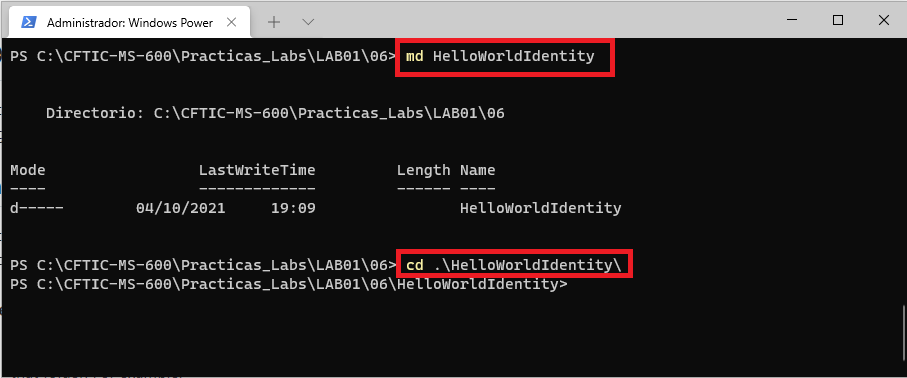 Administrador: Windows Power
PS C:\CFTIC-MS-600\Practicas_Labs\LAB01\06> md HelloWorldIdentity
Directorio: C:\CFTIC-MS-600\Practicas_Labs\LAB01\06
Mode                 LastWriteTime         Length Name
----                 -------------         ------ ----
d-----        04/10/2021     19:09                HelloWorldIdentity
PS C:\CFTIC-MS-600\Practicas_Labs\LAB01\06> cd .\HelloWorldIdentity\
PS C:\CFTIC-MS-600\Practicas_Labs\LAB01\06\HelloWorldIdentity>